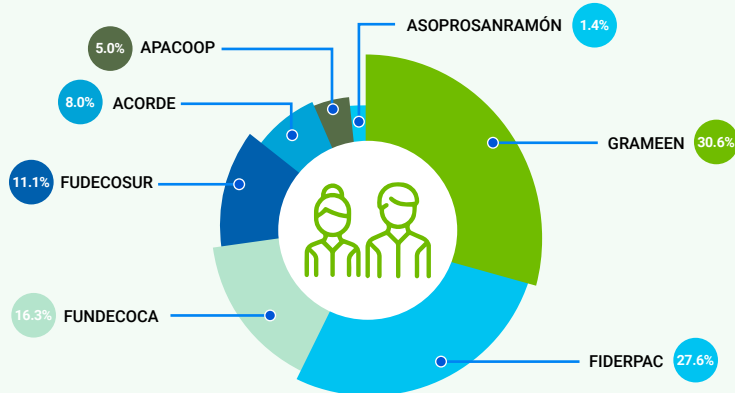 ASOPROSANRAMÓN 1.4%
5.0% APACOOP
8.0% ACORDE
GRAMEEN 30.6%
11.1% FUDECOSUR
16.3% FUNDECOCA
FIDERPAC 27.6%